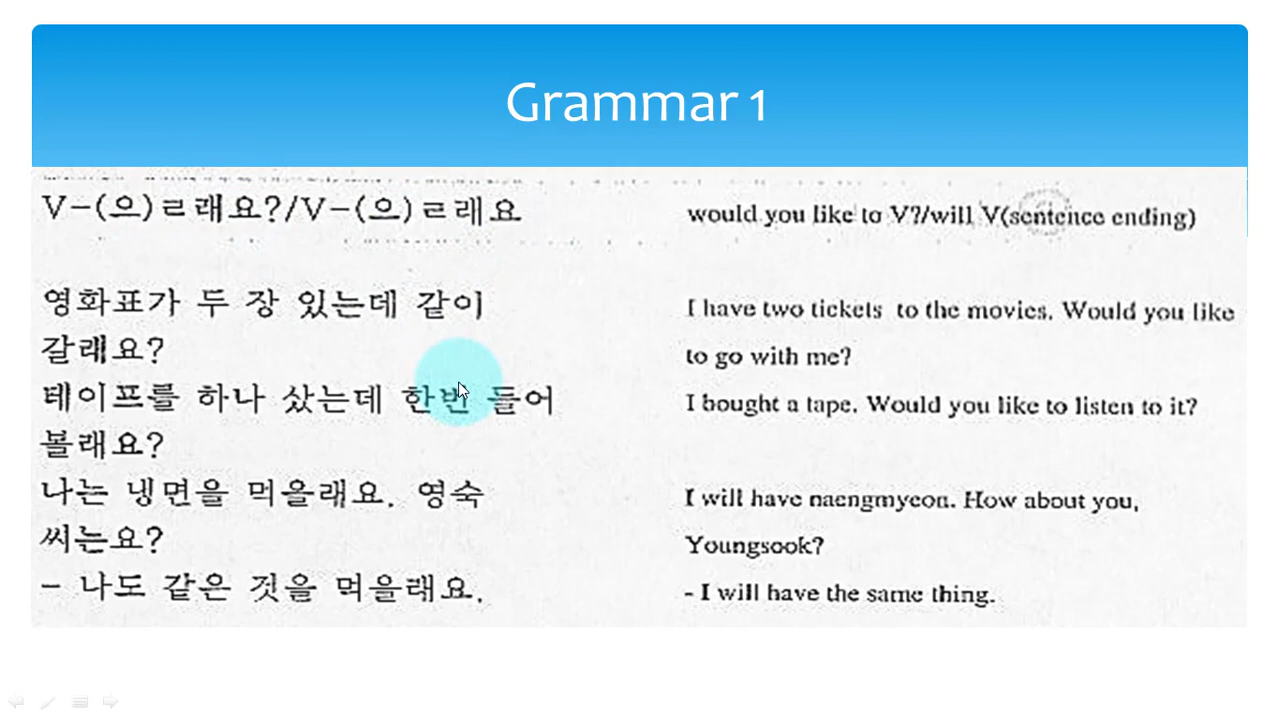 Grammar 1
V-(으)ㄹ래요?/V-(으)ㄹ래요
would you like to V?/will V(sentence ending)
영화표가 두 장 있는데 같이
갈래요?
I have two tickets to the movies. Would you like
to go with me?
테이프를 하나 샀는데 한번 들어
볼래요?
I bought a tape. Would you like to listen to it?
나는 냉면을 먹을래요. 영숙
씨는요?
I will have naengmyeon. How about you,
Youngsook?
- 나도 같은 것을 먹을래요.
- I will have the same thing.